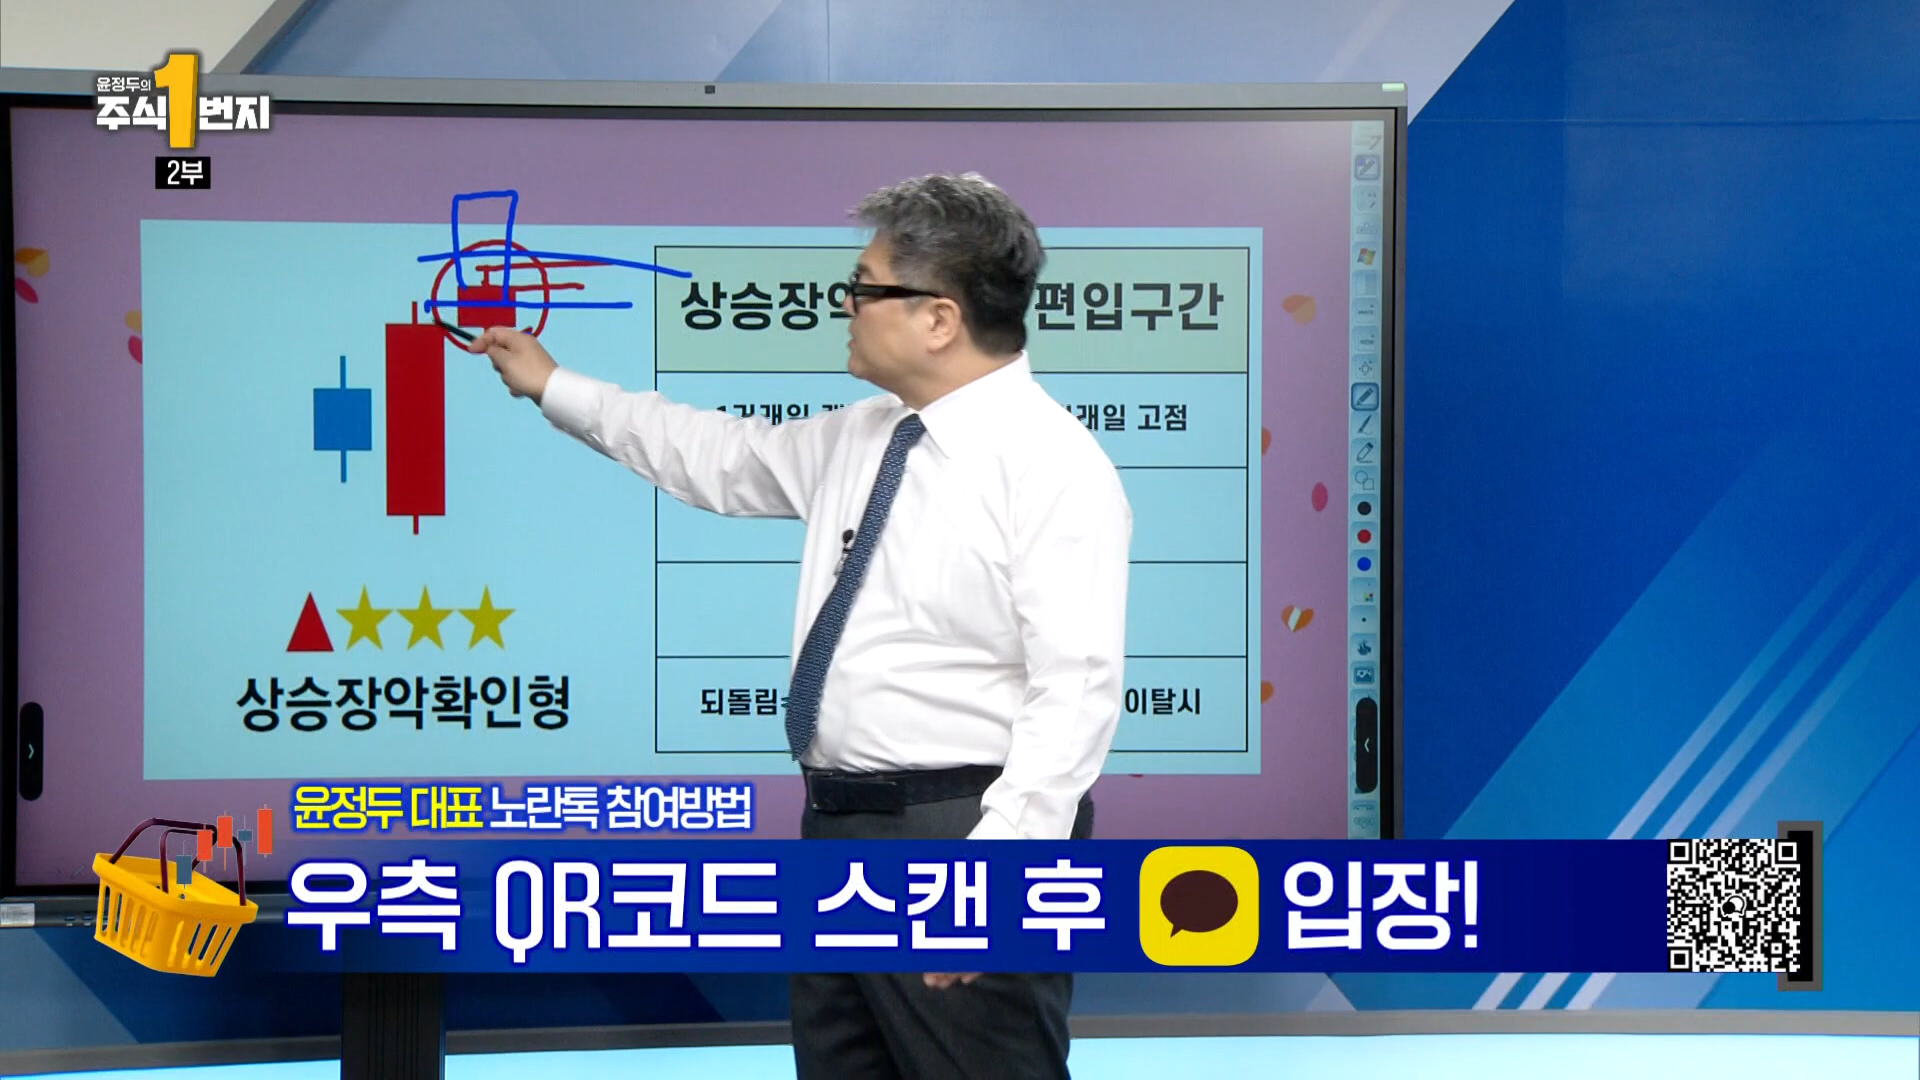 윤정두의
주식1번지
2부
상승장악 편입구간
래일 고점
되돌림 이탈시
상승장악확인형
윤정두 대표 노란톡 참여방법
우측 QR코드 스캔 후 입장!